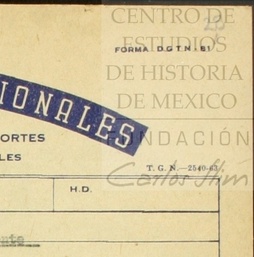 CENTRO DE
ESTUDIOS
FORMA D.G.T.N - 61
DE HISTORIA
DE MEXICO
IONALES
FUNDACIÓN
ORTES
LES
T. G. N.—2540-63
Carlos Slim
H.D.